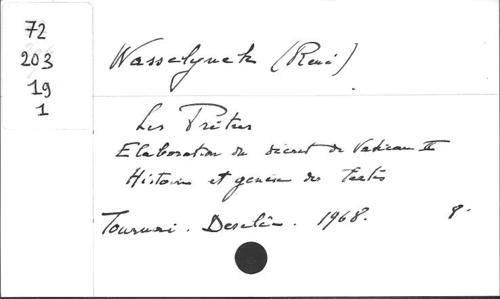 72
203
19
1
Wasselynck (René)
Les Prêtres
Elaboration du décret de Vatican II
Histoire et genèse des textes
Tournai. Desclée. 1968. 8.